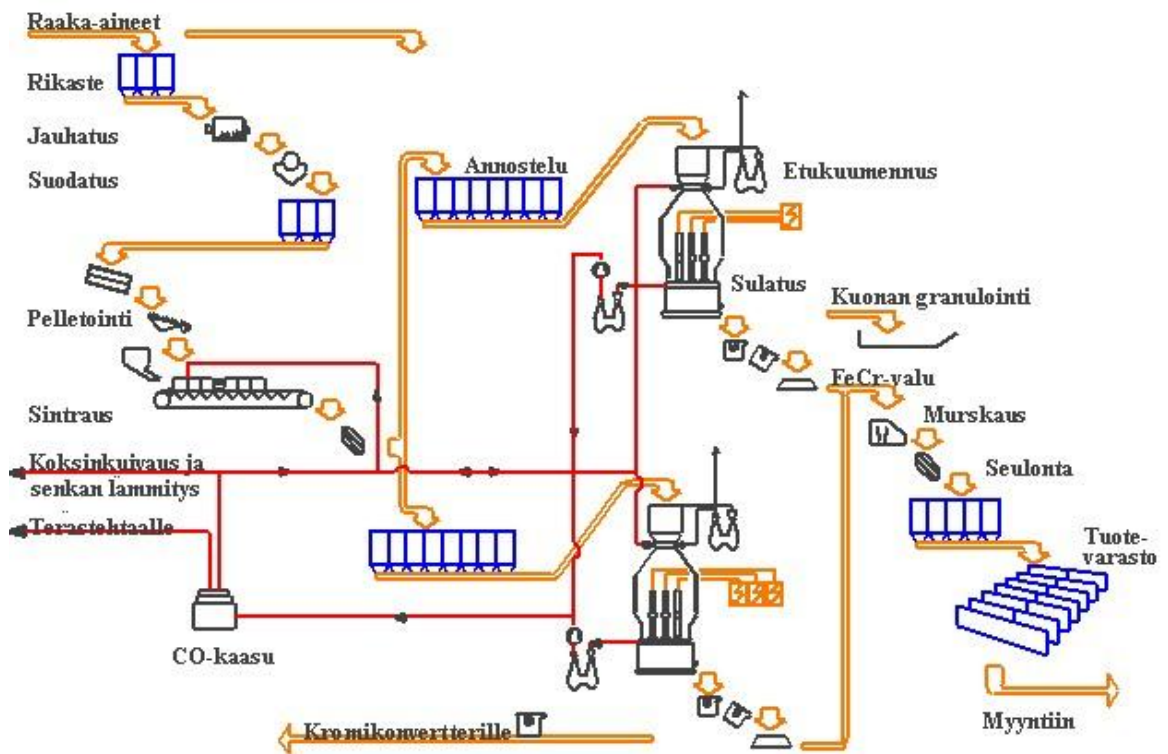 Raaka-aineet
Rikaste
Jauhatus
Suodatus
Annostelu
Etukuumennus
Sulatus
Pelletointi
Kuonan granulointi
FeCr-valu
Sintraus
Murskaus
Koksinkuivaus ja
senkan lämmitys
Seulonta
Terästehtaalle
Tuote-
varasto
CO-kaasu
Kromikonvertterille
Myyntiin